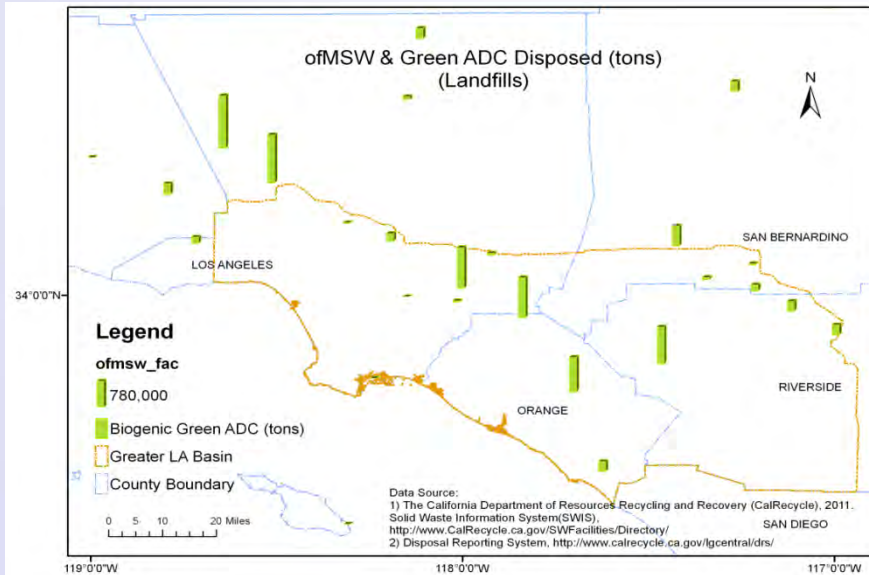 ofMSW & Green ADC Disposed (tons)
(Landfills)
N
SAN BERNARDINO
LOS ANGELES
34°0'0"N
Legend
ofmsw_fac
780,000
RIVERSIDE
ORANGE
Biogenic Green ADC (tons)
Greater LA Basin
County Boundary
0 5 10 20 Miles
Data Source:
1) The California Department of Resources Recycling and Recovery (CalRecycle), 2011.
Solid Waste Information System(SWIS),
http://www.CalRecycle.ca.gov/SWFacilities/Directory/
SAN DIEGO
2) Disposal Reporting System, http://www.calrecycle.ca.gov/lgcentral/drs/
119°0'0"W 118°0'0"W 117°0'0"W